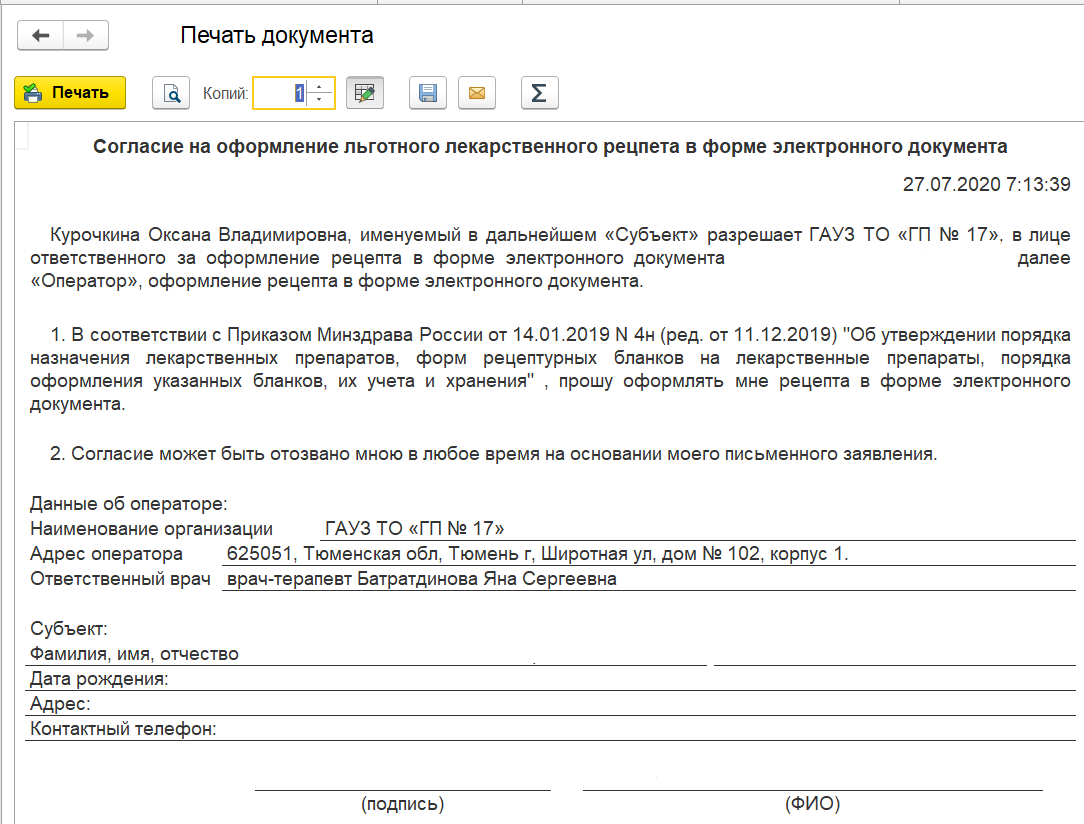 Печать документа
Печать
Копий:
1
Σ
Согласие на оформление льготного лекарственного рецпета в форме электронного документа
27.07.2020 7:13:39
Курочкина Оксана Владимировна, именуемый в дальнейшем «Субъект» разрешает ГАУЗ ТО «ГП № 17», в лице
ответственного за оформление рецепта в форме электронного документа далее
«Оператор», оформление рецепта в форме электронного документа.
1. В соответствии с Приказом Минздрава России от 14.01.2019 N 4н (ред. от 11.12.2019) "Об утверждении порядка
назначения лекарственных препаратов, форм рецептурных бланков на лекарственные препараты, порядка
оформления указанных бланков, их учета и хранения" , прошу оформлять мне рецепта в форме электронного
документа.
2. Согласие может быть отозвано мною в любое время на основании моего письменного заявления.
Данные об операторе:
Наименование организации ГАУЗ ТО «ГП № 17»
Адрес оператора 625051, Тюменская обл, Тюмень г, Широтная ул, дом № 102, корпус 1.
Ответственный врач врач-терапевт Батратдинова Яна Сергеевна
Субъект:
Фамилия, имя, отчество
Дата рождения:
Адрес:
Контактный телефон:
(подпись) (ФИО)